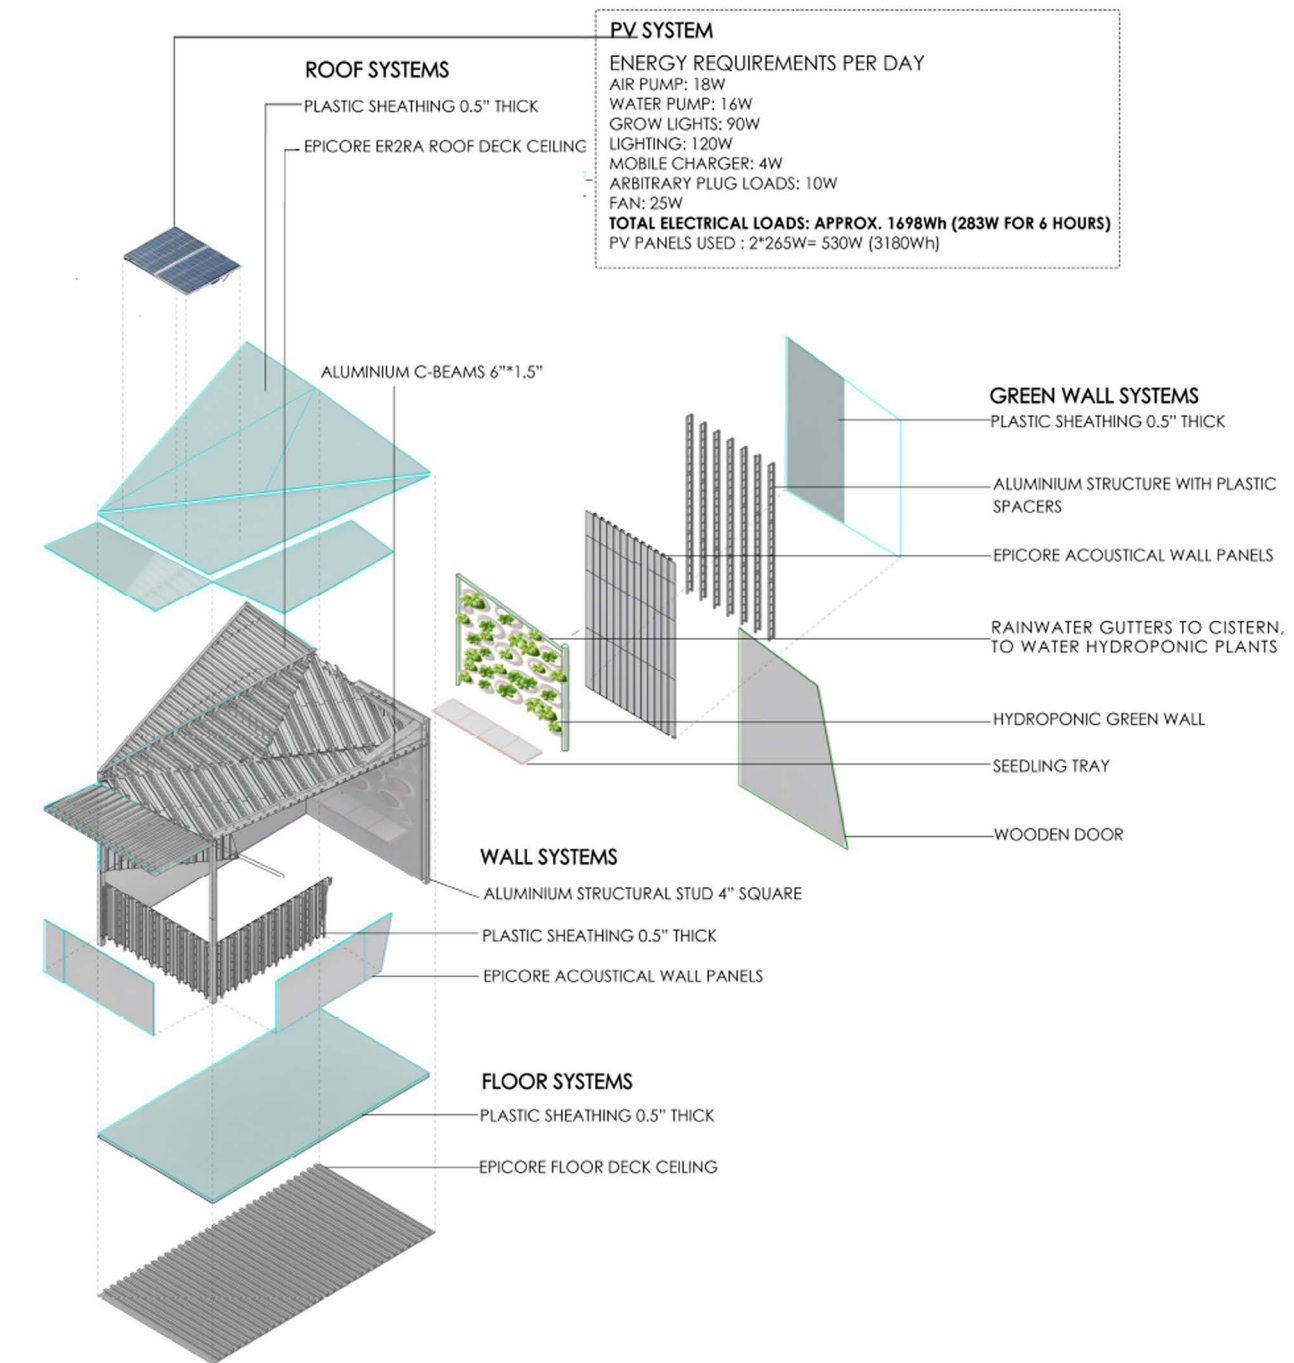 PV SYSTEM
ENERGY REQUIREMENTS PER DAY
AIR PUMP: 18W
WATER PUMP: 16W
GROW LIGHTS: 90W
LIGHTING: 120W
MOBILE CHARGER: 4W
ARBITRARY PLUG LOADS: 10W
FAN: 25W
TOTAL ELECTRICAL LOADS: APPROX. 1698Wh (283W FOR 6 HOURS)
PV PANELS USED : 2*265W= 530W (3180Wh)
ROOF SYSTEMS
PLASTIC SHEATHING 0.5" THICK
EPICORE ER2RA ROOF DECK CEILING
ALUMINIUM C-BEAMS 6"*1.5"
GREEN WALL SYSTEMS
PLASTIC SHEATHING 0.5" THICK
ALUMINIUM STRUCTURE WITH PLASTIC
SPACERS
EPICORE ACOUSTICAL WALL PANELS
RAINWATER GUTTERS TO CISTERN,
TO WATER HYDROPONIC PLANTS
HYDROPONIC GREEN WALL
SEEDLING TRAY
WOODEN DOOR
WALL SYSTEMS
ALUMINIUM STRUCTURAL STUD 4" SQUARE
PLASTIC SHEATHING 0.5" THICK
EPICORE ACOUSTICAL WALL PANELS
FLOOR SYSTEMS
PLASTIC SHEATHING 0.5" THICK
EPICORE FLOOR DECK CEILING